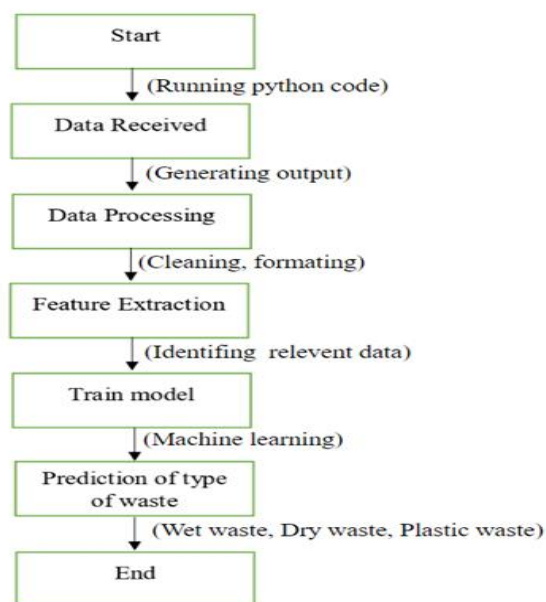 Start
(Running python code)
Data Received
(Generating output)
Data Processing
(Cleaning, formating)
Feature Extraction
(Identifing relevent data)
Train model
(Machine learning)
Prediction of type
of waste
(Wet waste, Dry waste, Plastic waste)
End